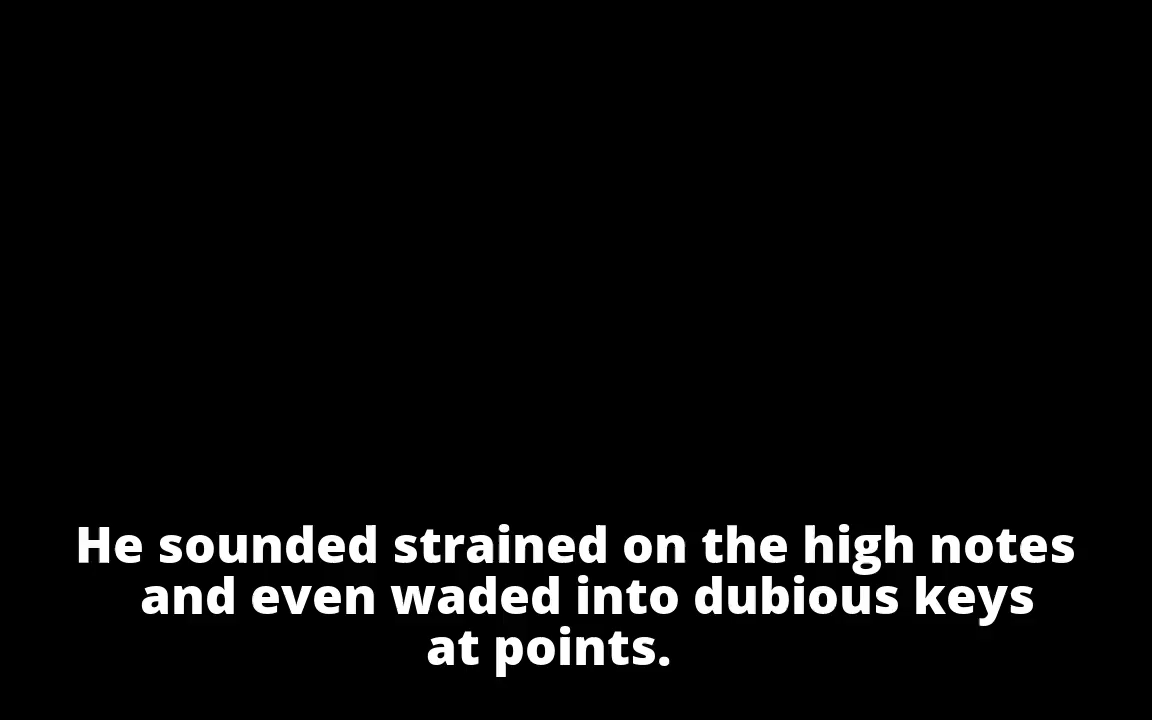 He sounded strained on the high notes
and even waded into dubious keys
at points.